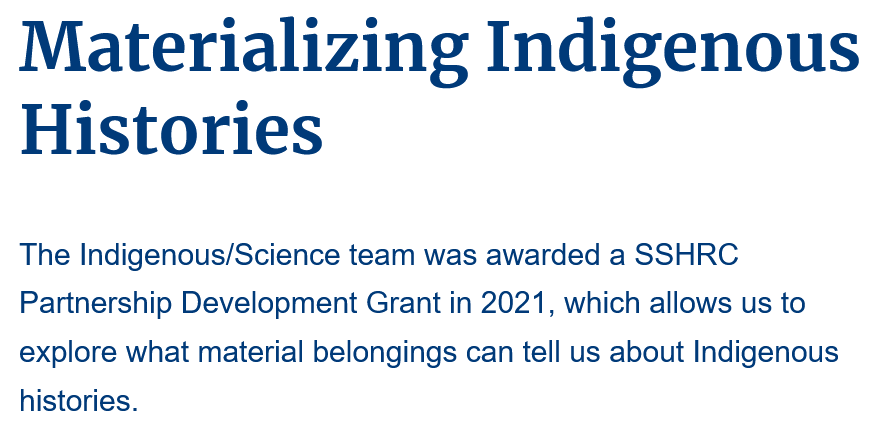 Materializing Indigenous
Histories
The Indigenous/Science team was awarded a SSHRC
Partnership Development Grant in 2021, which allows us to
explore what material belongings can tell us about Indigenous
histories.